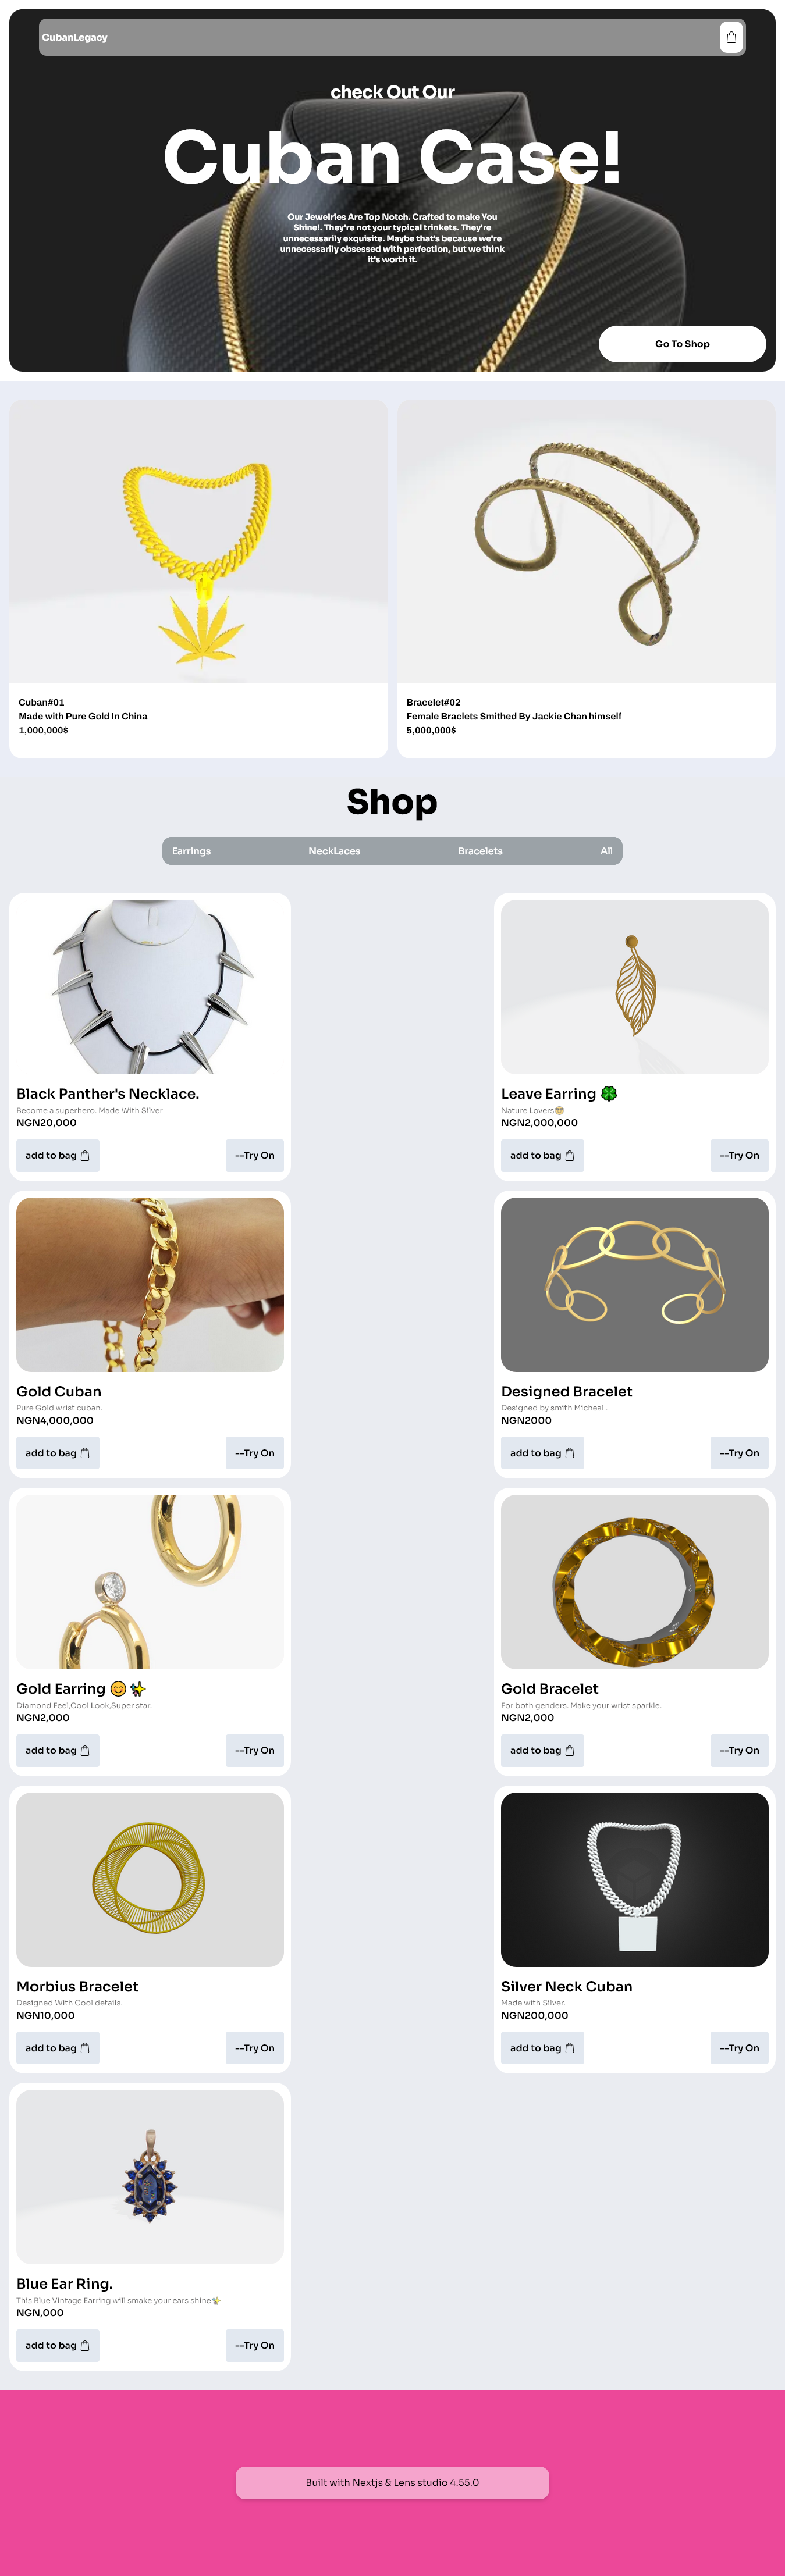 CubanLegacy
check Out Our
Cuban Case!
Our Jewelries Are Top Notch. Crafted to make You
Shine!. They're not your typical trinkets. They're
unnecessarily exquisite. Maybe that's because we're
unnecessarily obsessed with perfection, but we think
it's worth it.
Go To Shop
Cuban#01
Made with Pure Gold In China
1,000,000$
Bracelet#02
Female Braclets Smithed By Jackie Chan himself
5,000,000$
Shop
Earrings NeckLaces Bracelets All
Black Panther's Necklace.
Become a superhero. Made With Silver
NGN20,000
add to bag --Try On
Leave Earring 🍀
Nature Lovers🤓
NGN2,000,000
add to bag --Try On
Gold Cuban
Pure Gold wrist cuban.
NGN4,000,000
add to bag --Try On
Designed Bracelet
Designed by smith Micheal .
NGN2000
add to bag --Try On
Gold Earring 😊✨
Diamond Feel,Cool Look,Super star.
NGN2,000
add to bag --Try On
Gold Bracelet
For both genders. Make your wrist sparkle.
NGN2,000
add to bag --Try On
Morbius Bracelet
Designed With Cool details.
NGN10,000
add to bag --Try On
Silver Neck Cuban
Made with Silver.
NGN200,000
add to bag --Try On
Blue Ear Ring.
This Blue Vintage Earring will smake your ears shine✨
NGN,000
add to bag --Try On
Built with Nextjs & Lens studio 4.55.0